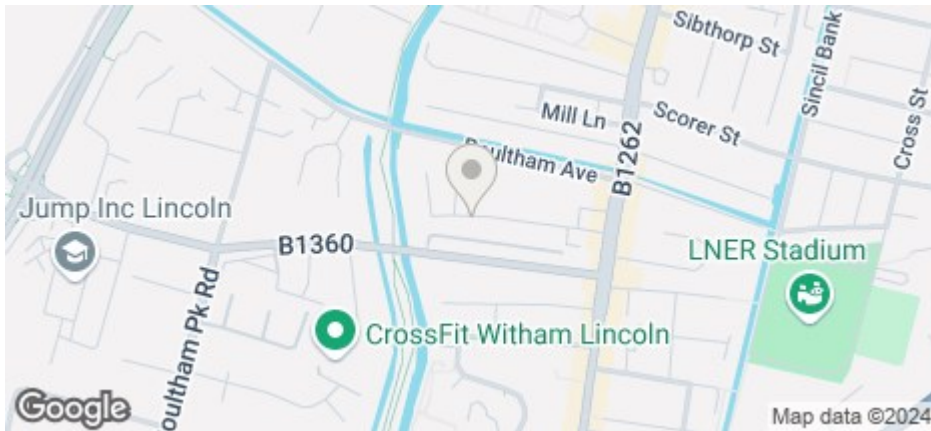 Sibthorp St
Sincil Bank
Cross St
Mill Ln
Scorer St
Boultham Ave
B1262
Jump Inc Lincoln
B1360
LNER Stadium
oultham Pk Rd
CrossFit Witham Lincoln
Google
Map data ©2024